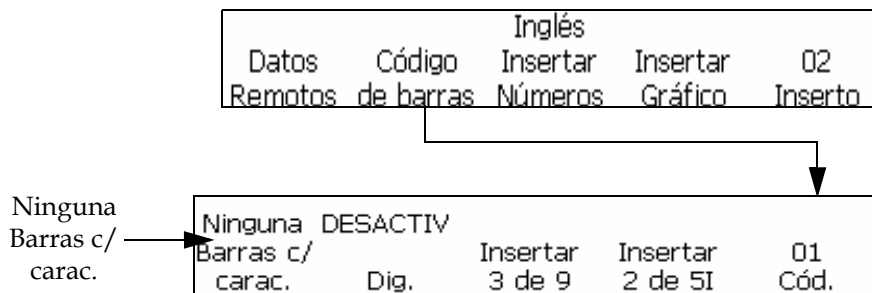 Inglés
Datos Código Insertar Insertar 02
Remotos de barras Números Gráfico Inserto
Ninguna
Barras c/
carac.
Ninguna DESACTIV
Barras c/ Insertar Insertar 01
carac. Dig. 3 de 9 2 de 5I Cód.